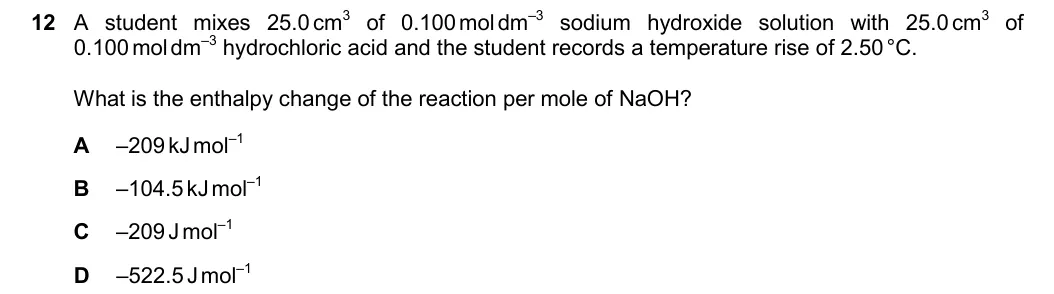 12 A student mixes 25.0 cm³ of 0.100 mol dm⁻³ sodium hydroxide solution with 25.0 cm³ of
0.100 mol dm⁻³ hydrochloric acid and the student records a temperature rise of 2.50 °C.
What is the enthalpy change of the reaction per mole of NaOH?
A –209 kJ mol⁻¹
B –104.5 kJ mol⁻¹
C –209 J mol⁻¹
D –522.5 J mol⁻¹